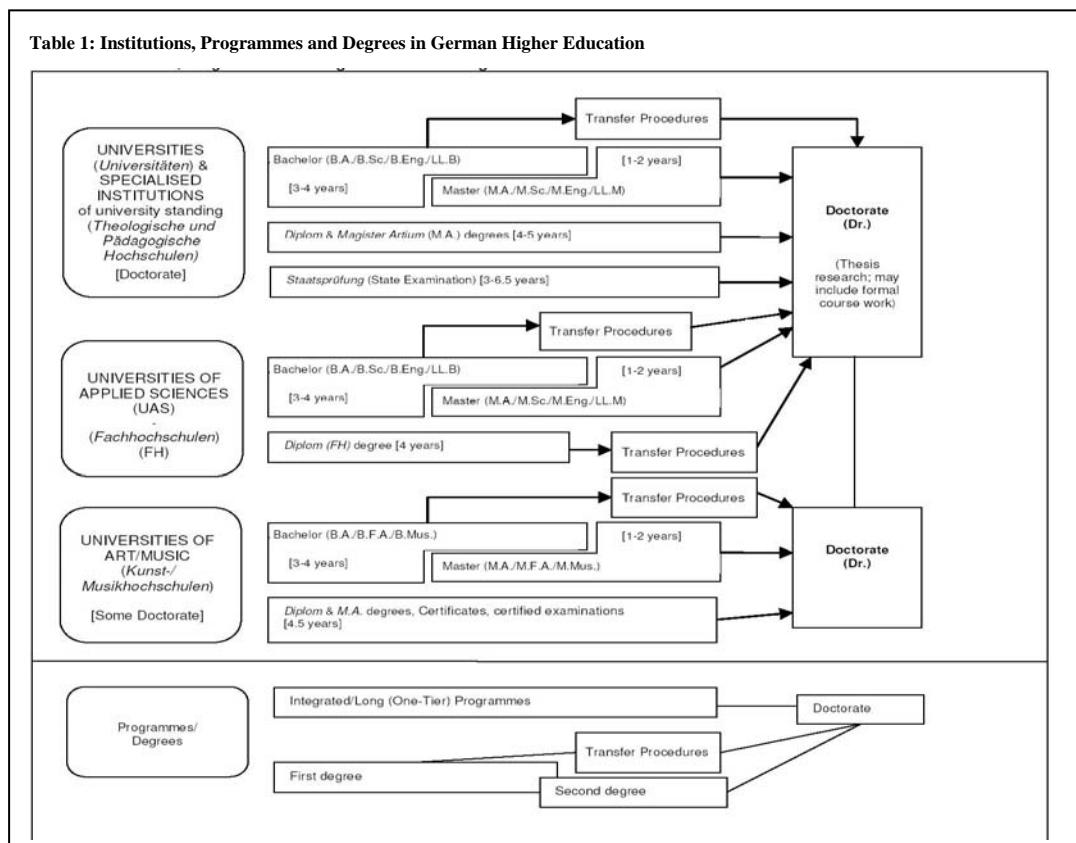 Table 1: Institutions, Programmes and Degrees in German Higher Education
UNIVERSITIES
(Universitäten) &
SPECIALISED
INSTITUTIONS
of university standing
(Theologische und
Pädagogische
Hochschulen)
[Doctorate]
Transfer Procedures
Bachelor (B.A./B.Sc./B.Eng./LL.B)
[3-4 years]
[1-2 years]
Master (M.A./M.Sc./M.Eng./LL.M)
Diplom & Magister Artium (M.A.) degrees [4-5 years]
Staatsprüfung (State Examination) [3-6.5 years]
Doctorate
(Dr.)
(Thesis
research; may
include formal
course work)
UNIVERSITIES OF
APPLIED SCIENCES
(UAS)
-
(Fachhochschulen)
(FH)
Transfer Procedures
Bachelor (B.A./B.Sc./B.Eng./LL.B)
[3-4 years]
[1-2 years]
Master (M.A./M.Sc./M.Eng./LL.M)
Diplom (FH) degree [4 years]
Transfer Procedures
UNIVERSITIES OF
ART/MUSIC
(Kunst-/
Musikhochschulen)
[Some Doctorate]
Transfer Procedures
Bachelor (B.A./B.F.A./B.Mus.)
[3-4 years]
[1-2 years]
Master (M.A./M.F.A./M.Mus.)
Diplom & M.A. degrees, Certificates, certified examinations
[4.5 years]
Doctorate
(Dr.)
Programmes/
Degrees
Integrated/Long (One-Tier) Programmes
Doctorate
Transfer Procedures
First degree
Second degree